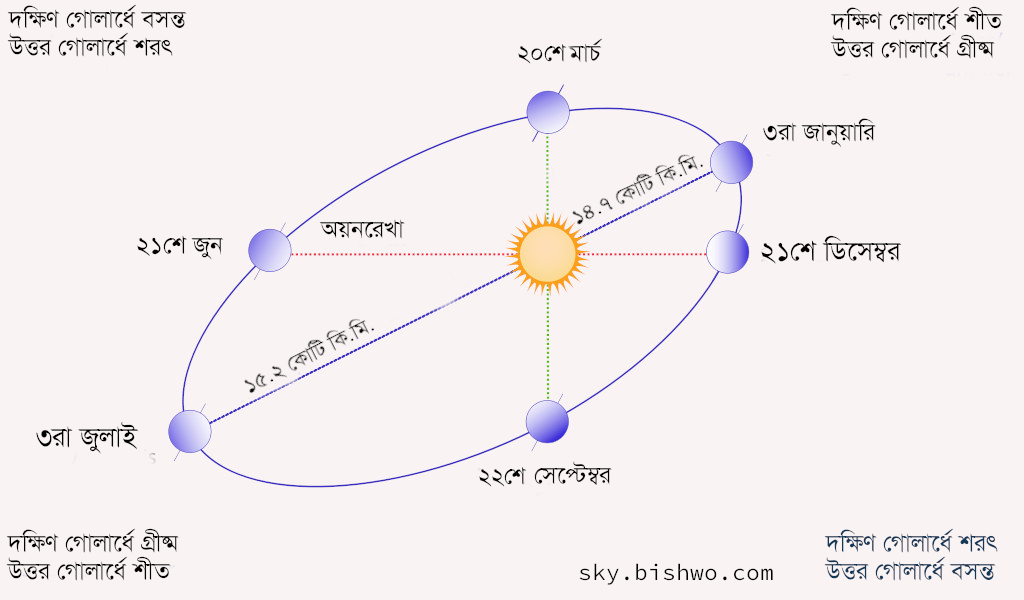 দক্ষিণ গোলার্ধে বসন্ত
উত্তর গোলার্ধে শরৎ
দক্ষিণ গোলার্ধে শীত
উত্তর গোলার্ধে গ্রীষ্ম
২০শে মার্চ
৩রা জানুয়ারি
১৪.৭ কোটি কি.মি.
২১শে জুন
অয়নরেখা
২১শে ডিসেম্বর
১৫.২ কোটি কি.মি.
৩রা জুলাই
২২শে সেপ্টেম্বর
দক্ষিণ গোলার্ধে গ্রীষ্ম
উত্তর গোলার্ধে শীত
দক্ষিণ গোলার্ধে শরৎ
উত্তর গোলার্ধে বসন্ত
sky.bishwo.com